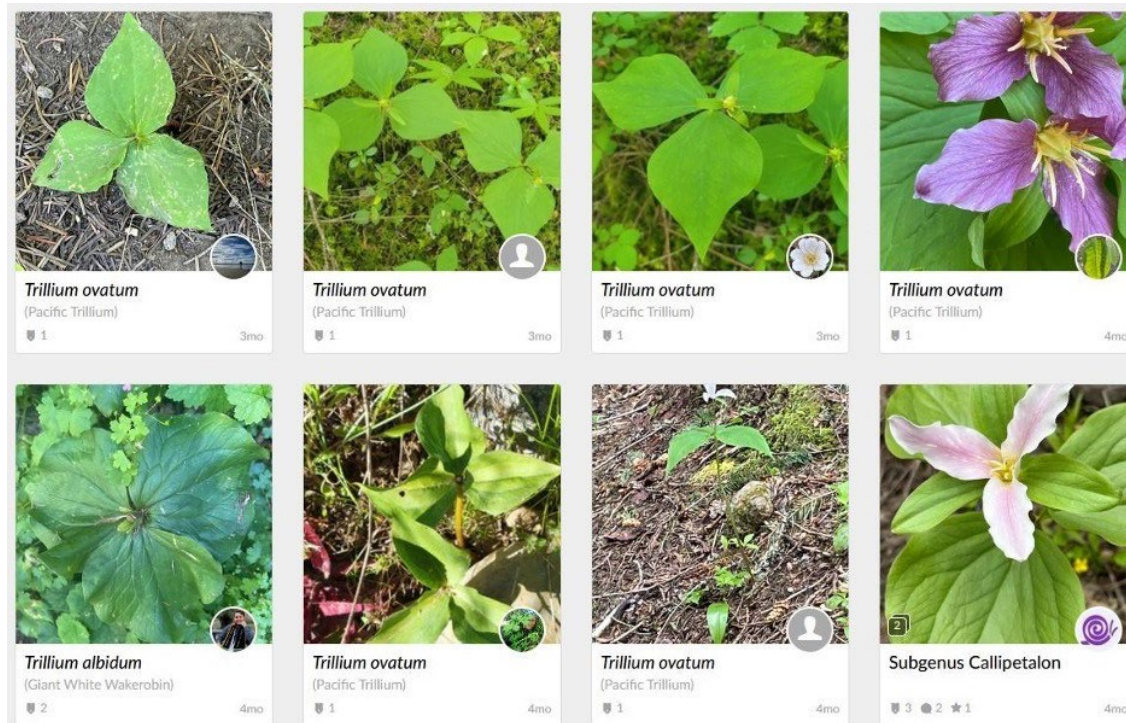 Trillium ovatum
(Pacific Trillium)
1 3mo
Trillium ovatum
(Pacific Trillium)
1 3mo
Trillium ovatum
(Pacific Trillium)
1 3mo
Trillium ovatum
(Pacific Trillium)
1 4mo
Trillium albidum
(Giant White Wakerobin)
2 4mo
Trillium ovatum
(Pacific Trillium)
1 4mo
Trillium ovatum
(Pacific Trillium)
1 4mo
2
Subgenus Callipetalon
3 2 1 4mo